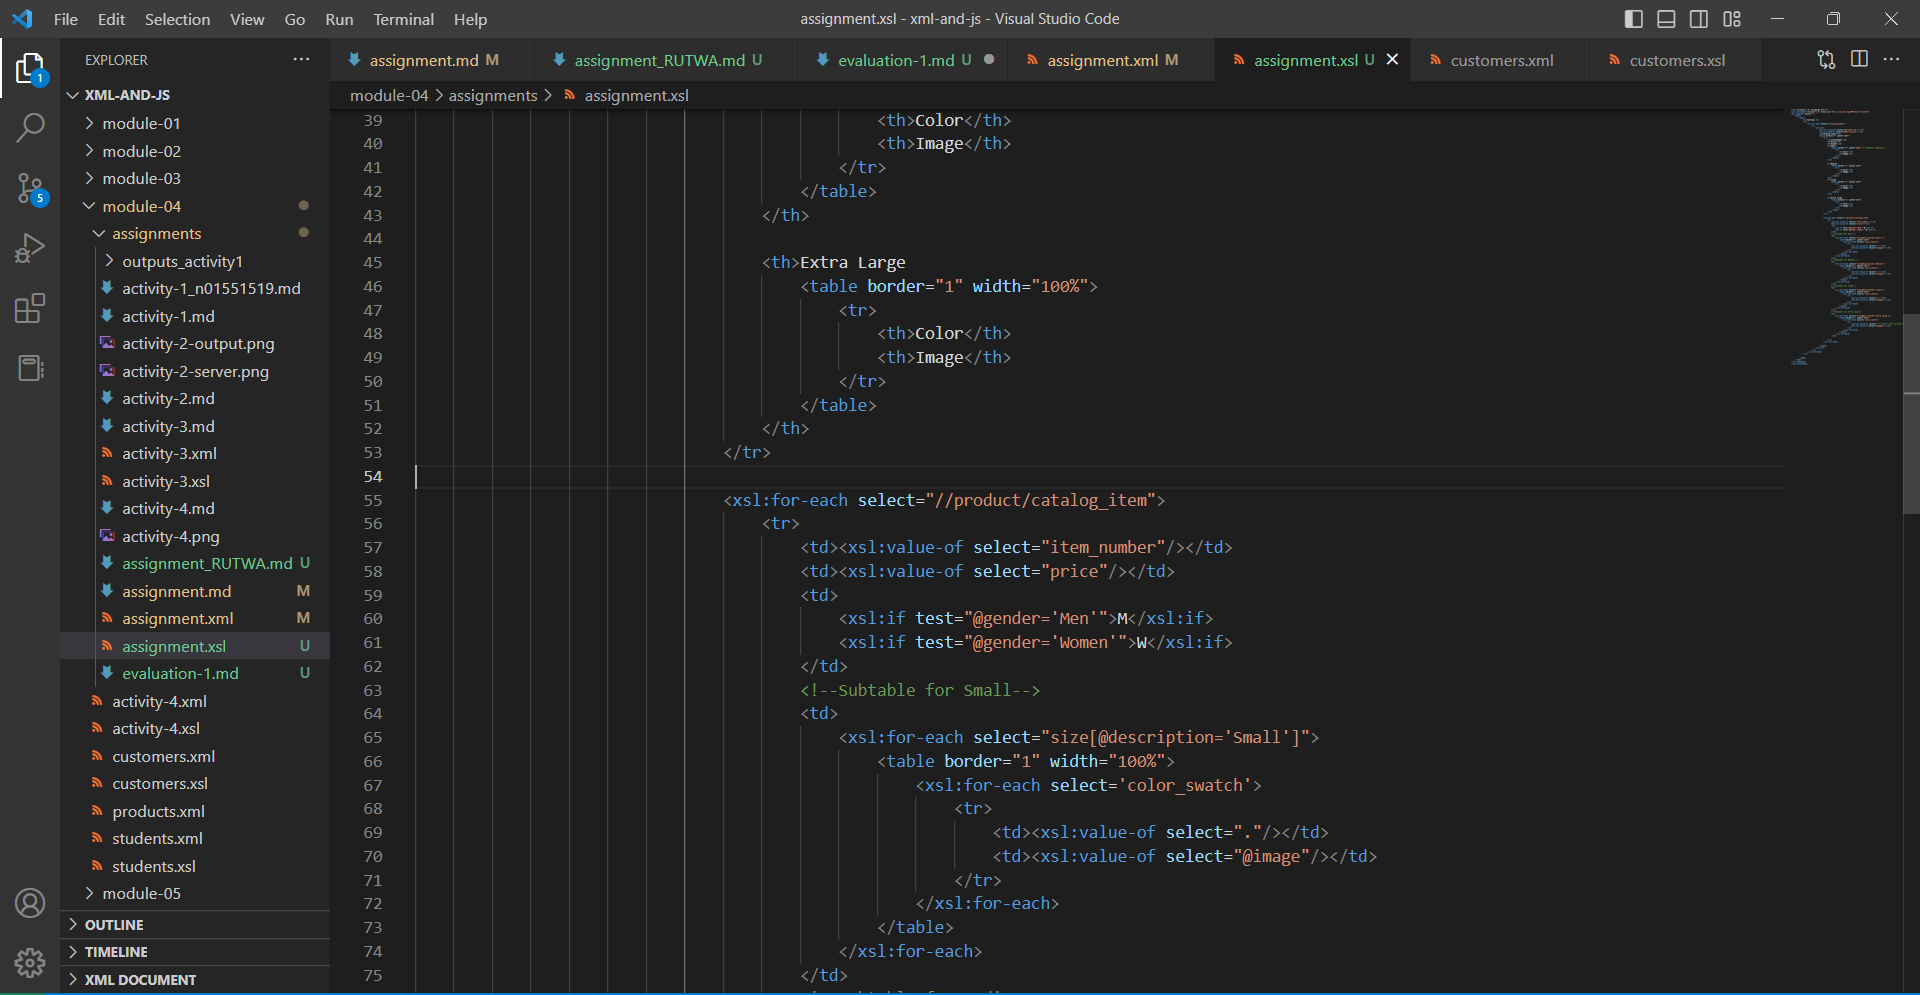 File Edit Selection View Go Run Terminal Help
assignment.xsl - xml-and-js - Visual Studio Code
EXPLORER
XML-AND-JS
module-01
module-02
module-03
module-04
assignments
outputs_activity1
activity-1_n01551519.md
activity-1.md
activity-2-output.png
activity-2-server.png
activity-2.md
activity-3.md
activity-3.xml
activity-3.xsl
activity-4.md
activity-4.png
assignment_RUTWA.md U
assignment.md M
assignment.xml M
assignment.xsl U
evaluation-1.md U
activity-4.xml
activity-4.xsl
customers.xml
customers.xsl
products.xml
students.xml
students.xsl
module-05
OUTLINE
TIMELINE
XML DOCUMENT
1
5
assignment.md M
assignment_RUTWA.md U
evaluation-1.md U
assignment.xml M
assignment.xsl U
customers.xml
customers.xsl
module-04 > assignments > assignment.xsl
39 <th>Color</th>
40 <th>Image</th>
41 </tr>
42 </table>
43 </th>
44
45 <th>Extra Large
46 <table border="1" width="100%">
47 <tr>
48 <th>Color</th>
49 <th>Image</th>
50 </tr>
51 </table>
52 </th>
53 </tr>
54
55 <xsl:for-each select="//product/catalog_item">
56 <tr>
57 <td><xsl:value-of select="item_number"/></td>
58 <td><xsl:value-of select="price"/></td>
59 <td>
60 <xsl:if test="@gender='Men'">M</xsl:if>
61 <xsl:if test="@gender='Women'">W</xsl:if>
62 </td>
63 <!--Subtable for Small-->
64 <td>
65 <xsl:for-each select="size[@description='Small']">
66 <table border="1" width="100%">
67 <xsl:for-each select='color_swatch'>
68 <tr>
69 <td><xsl:value-of select="."/></td>
70 <td><xsl:value-of select="@image"/></td>
71 </tr>
72 </xsl:for-each>
73 </table>
74 </xsl:for-each>
75 </td>